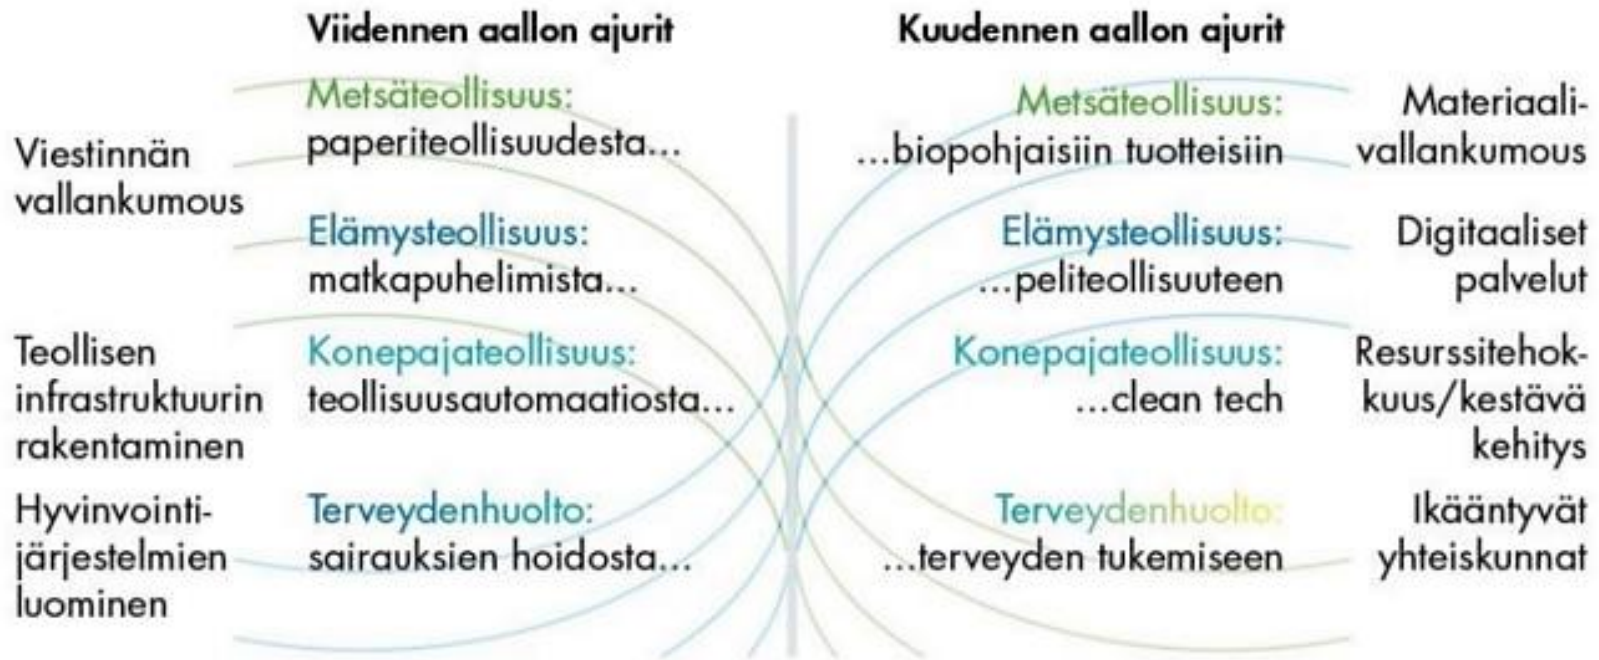 Viidennen aallon ajurit
Kuudennen aallon ajurit
Viestinnän
vallankumous
Metsäteollisuus:
paperiteollisuudesta...
Metsäteollisuus:
...biopohjaisiin tuotteisiin
Materiaali-
vallankumous
Elämysteollisuus:
matkapuhelimista...
Elämysteollisuus:
...peliteollisuuteen
Digitaaliset
palvelut
Teollisen
infrastruktuurin
rakentaminen
Konepajateollisuus:
teollisuusautomaatiosta...
Konepajateollisuus:
...clean tech
Resurssitehok-
kuus/kestävä
kehitys
Hyvinvointi-
järjestelmien
luominen
Terveydenhuolto:
sairauksien hoidosta...
Terveydenhuolto:
...terveyden tukemiseen
Ikääntyvät
yhteiskunnat